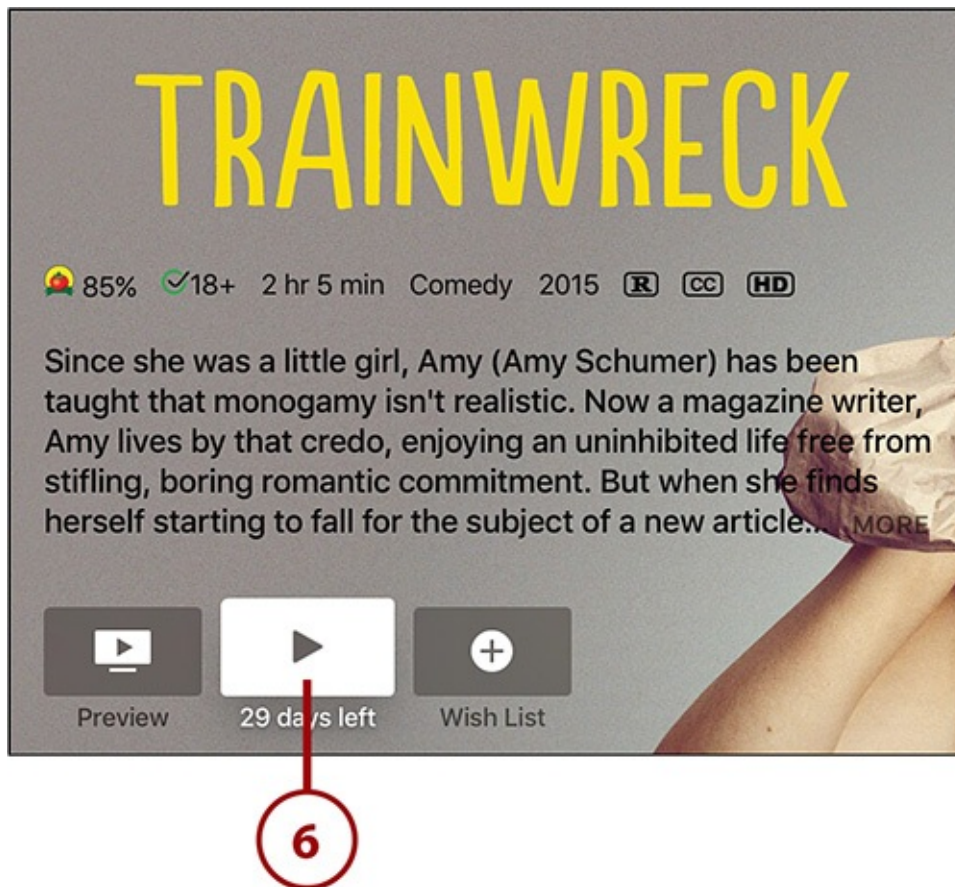 TRAINWRECK
85% 18+ 2 hr 5 min Comedy 2015 R CC HD
Since she was a little girl, Amy (Amy Schumer) has been
taught that monogamy isn't realistic. Now a magazine writer,
Amy lives by that credo, enjoying an uninhibited life free from
stifling, boring romantic commitment. But when she finds
herself starting to fall for the subject of a new article... MORE
Preview 29 days left Wish List
6